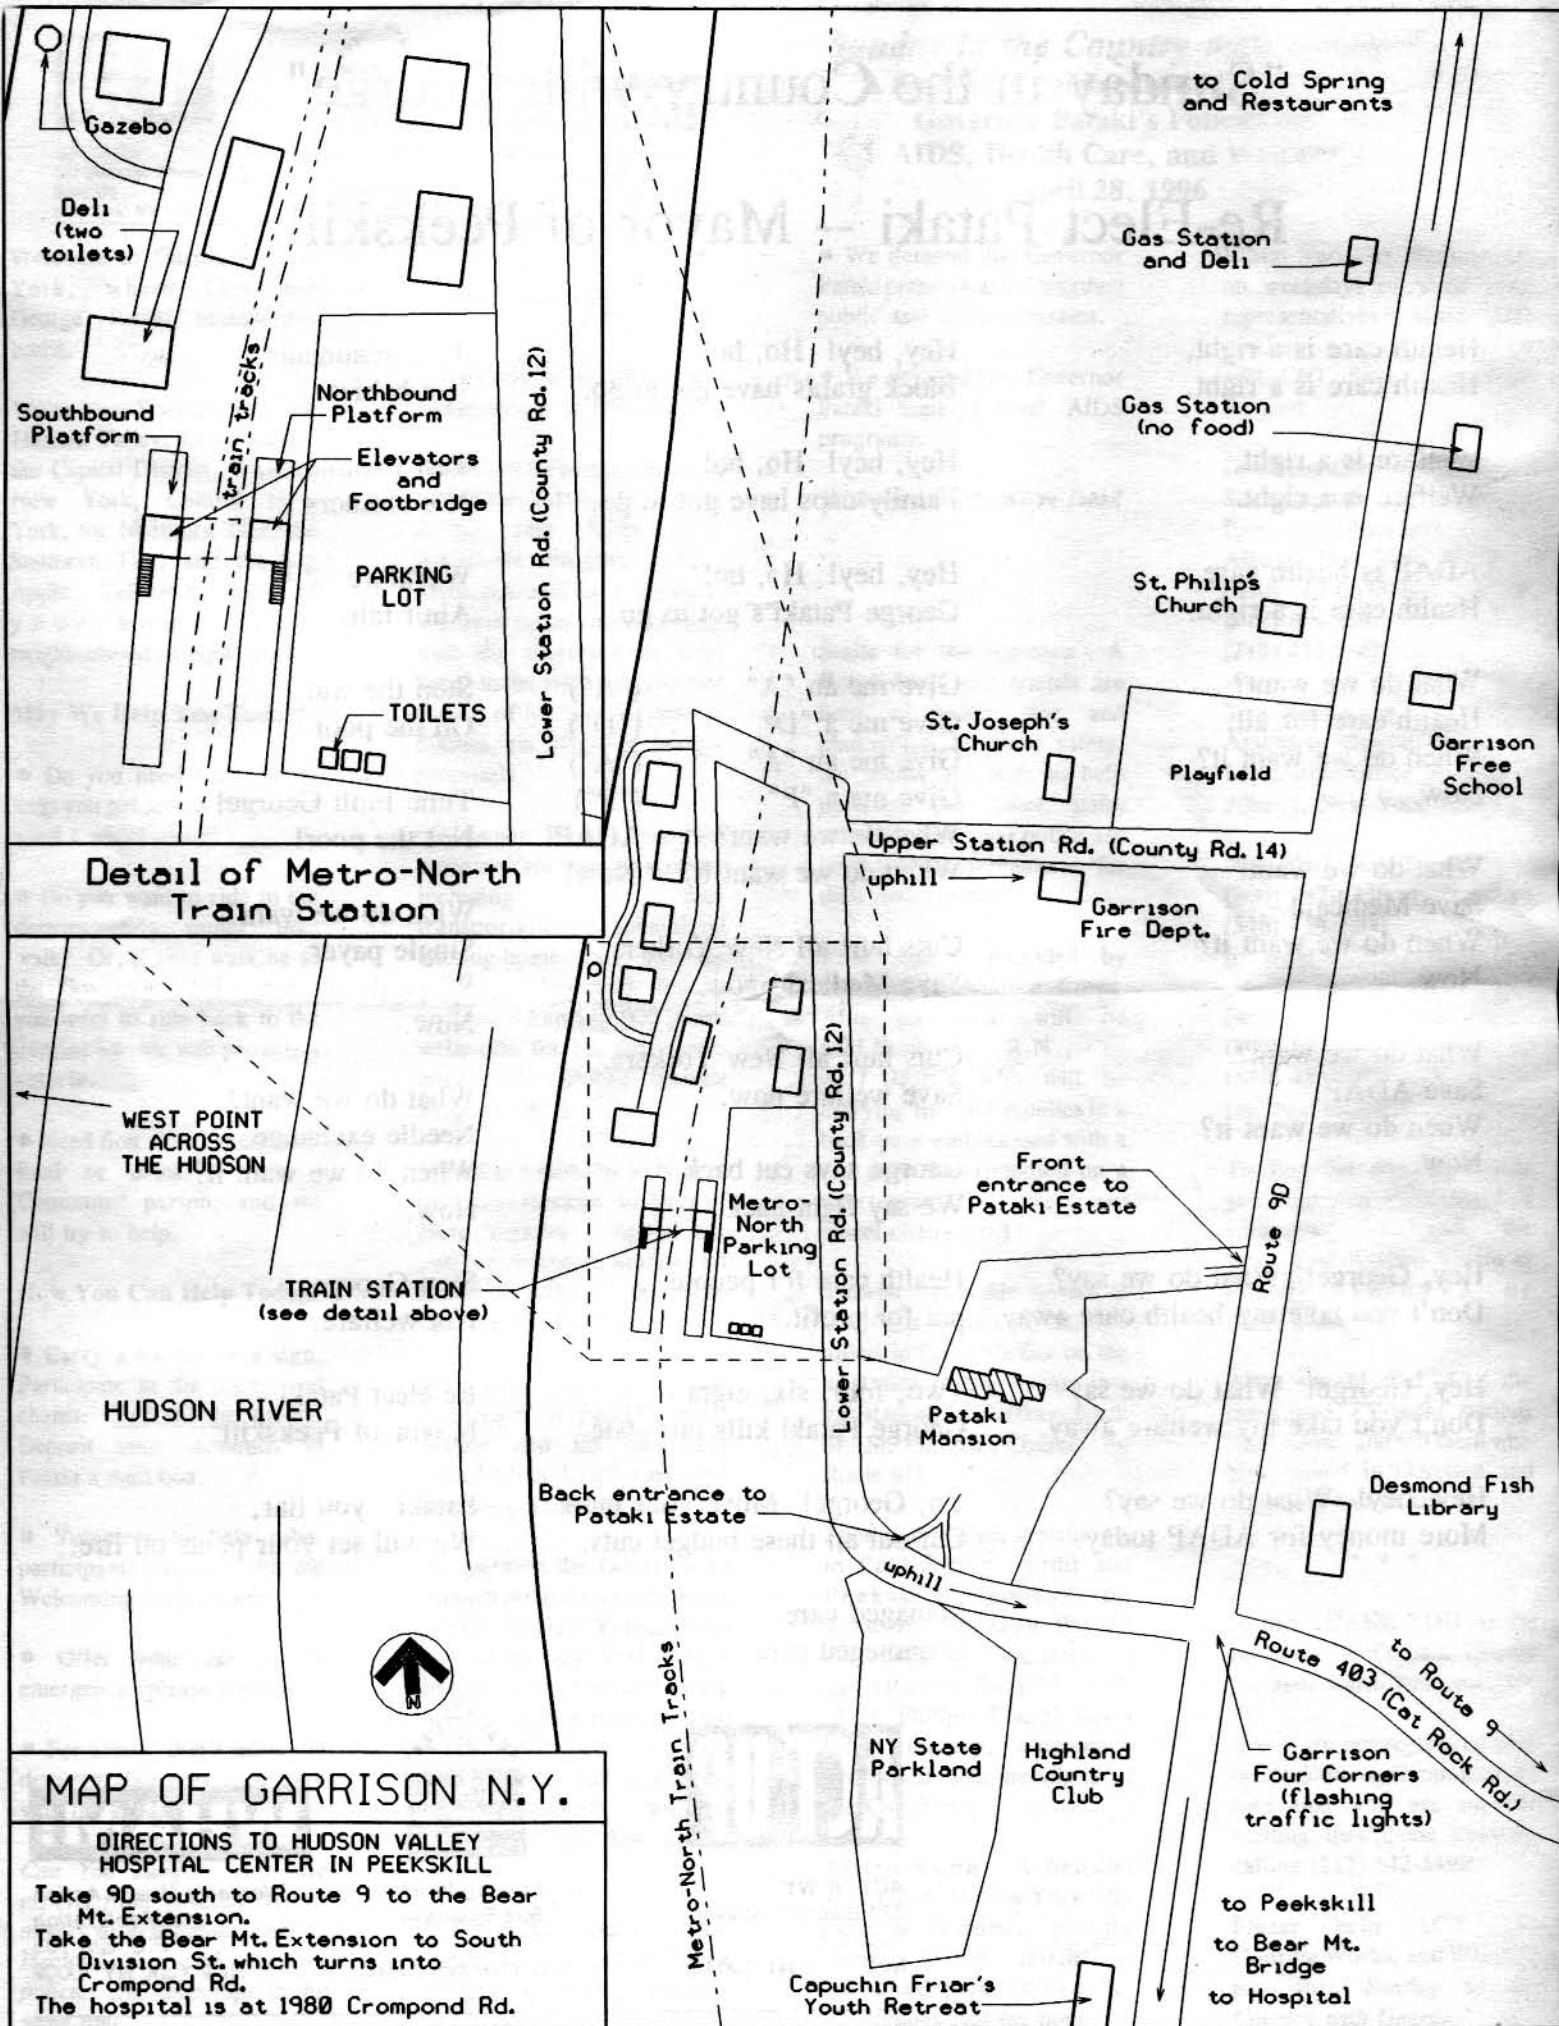 Gazebo
Deli
(two
toilets)
train tracks
Southbound
Platform
Northbound
Platform
Elevators
and
Footbridge
PARKING
LOT
TOILETS
Lower Station Rd. (County Rd. 12)
Detail of Metro-North
Train Station
to Cold Spring
and Restaurants
Gas Station
and Deli
Gas Station
(no food)
St. Philip's
Church
St. Joseph's
Church
Playfield
Garrison
Free
School
Upper Station Rd. (County Rd. 14)
uphill
Garrison
Fire Dept.
WEST POINT
ACROSS
THE HUDSON
Lower Station Rd. (County Rd. 12)
Metro-
North
Parking
Lot
Front
entrance to
Pataki Estate
Route 9D
TRAIN STATION
(see detail above)
HUDSON RIVER
Pataki
Mansion
Back entrance to
Pataki Estate
Desmond Fish
Library
uphill
N
Metro-North Train Tracks
Route 403 (Cat Rock Rd.)
to Route 9
NY State
Parkland
Highland
Country
Club
Garrison
Four Corners
(flashing
traffic lights)
to Peekskill
to Bear Mt.
Bridge
to Hospital
Capuchin Friar's
Youth Retreat
MAP OF GARRISON N.Y.
DIRECTIONS TO HUDSON VALLEY
HOSPITAL CENTER IN PEEKSKILL
Take 9D south to Route 9 to the Bear
Mt. Extension.
Take the Bear Mt. Extension to South
Division St. which turns into
Crompond Rd.
The hospital is at 1980 Crompond Rd.